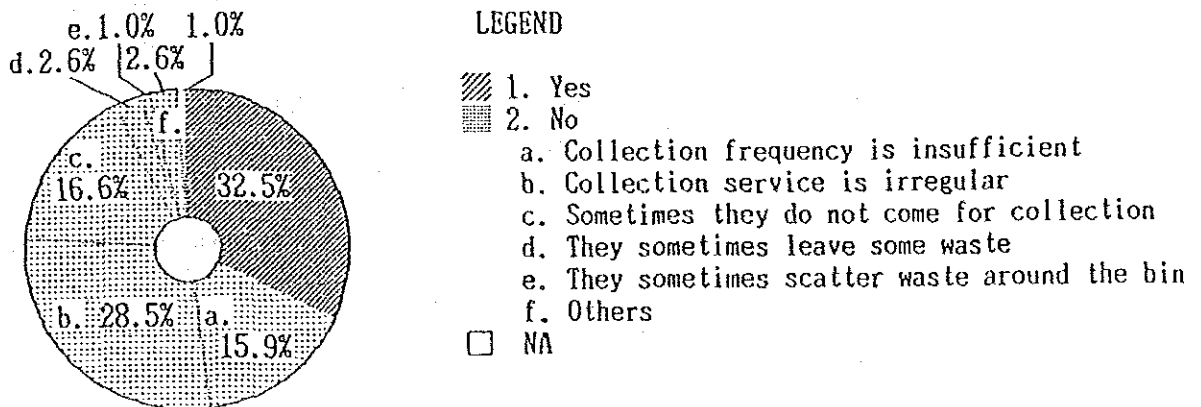 e.1.0% 1.0%
d.2.6% 2.6%
f.
c.
16.6%
32.5%
b. 28.5% a.
15.9%
LEGEND
1. Yes
2. No
a. Collection frequency is insufficient
b. Collection service is irregular
c. Sometimes they do not come for collection
d. They sometimes leave some waste
e. They sometimes scatter waste around the bin
f. Others
NA